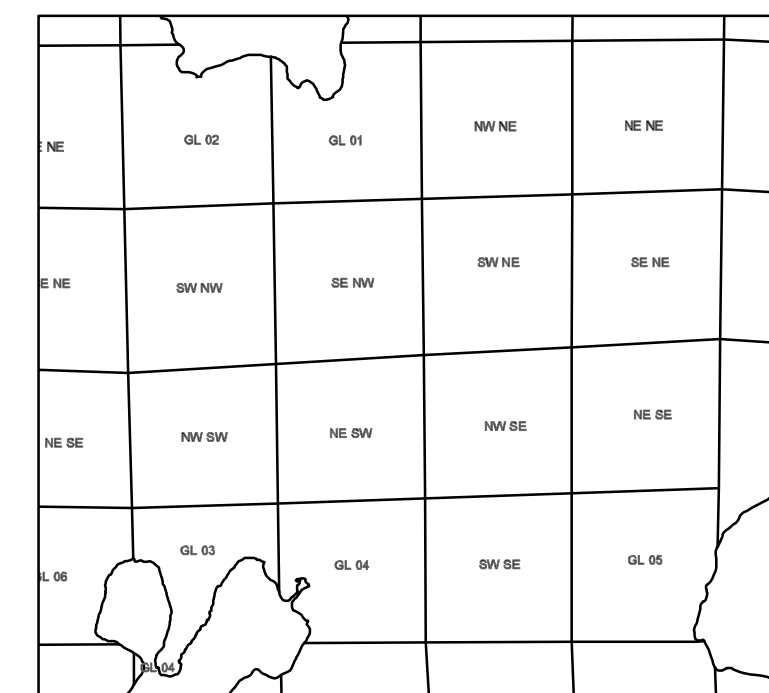 NW NE
NE NE
GL 02
GL 01
NE
SW NE
SE NE
E NE
SW NW
SE NW
NE SE
NW SE
NE SW
NW SW
NE SE
GL 03
GL 05
GL 04
SW SE
L 06
GL 04